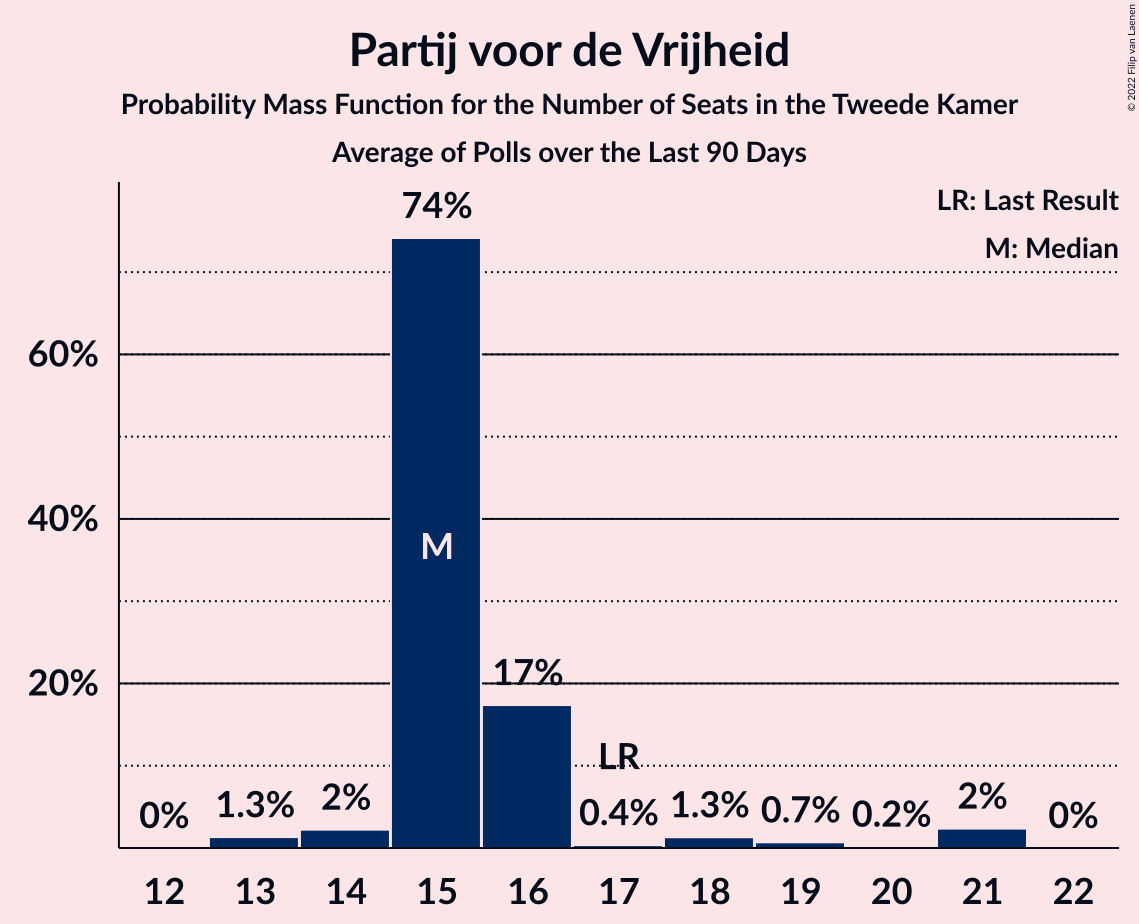 Partij voor de Vrijheid
Probability Mass Function for the Number of Seats in the Tweede Kamer
Average of Polls over the Last 90 Days
© 2022 Filip van Laenen
LR: Last Result
M: Median
74%
60%
40%
M
20%
17%
LR
0%
1.3%
2%
0.4%
1.3%
0.7%
0.2%
2%
0%
12 13 14 15 16 17 18 19 20 21 22